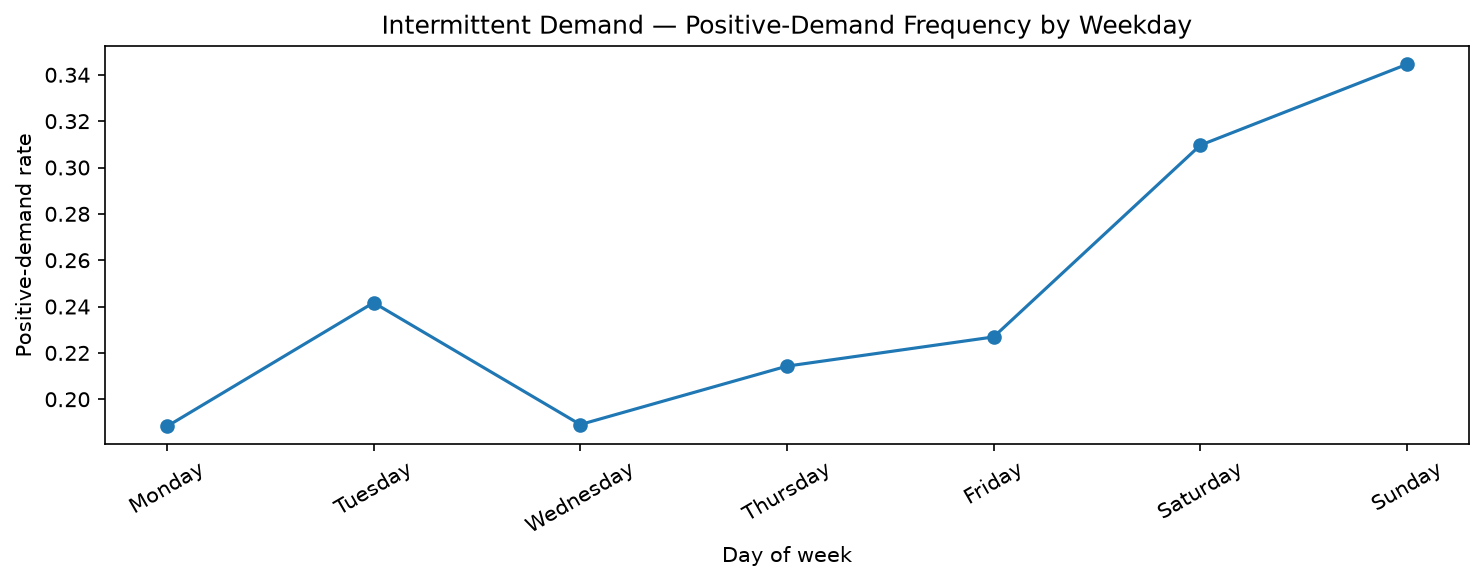 Intermittent Demand — Positive-Demand Frequency by Weekday
Positive-demand rate
0.34
0.32
0.30
0.28
0.26
0.24
0.22
0.20
Monday
Tuesday
Wednesday
Thursday
Friday
Saturday
Sunday
Day of week